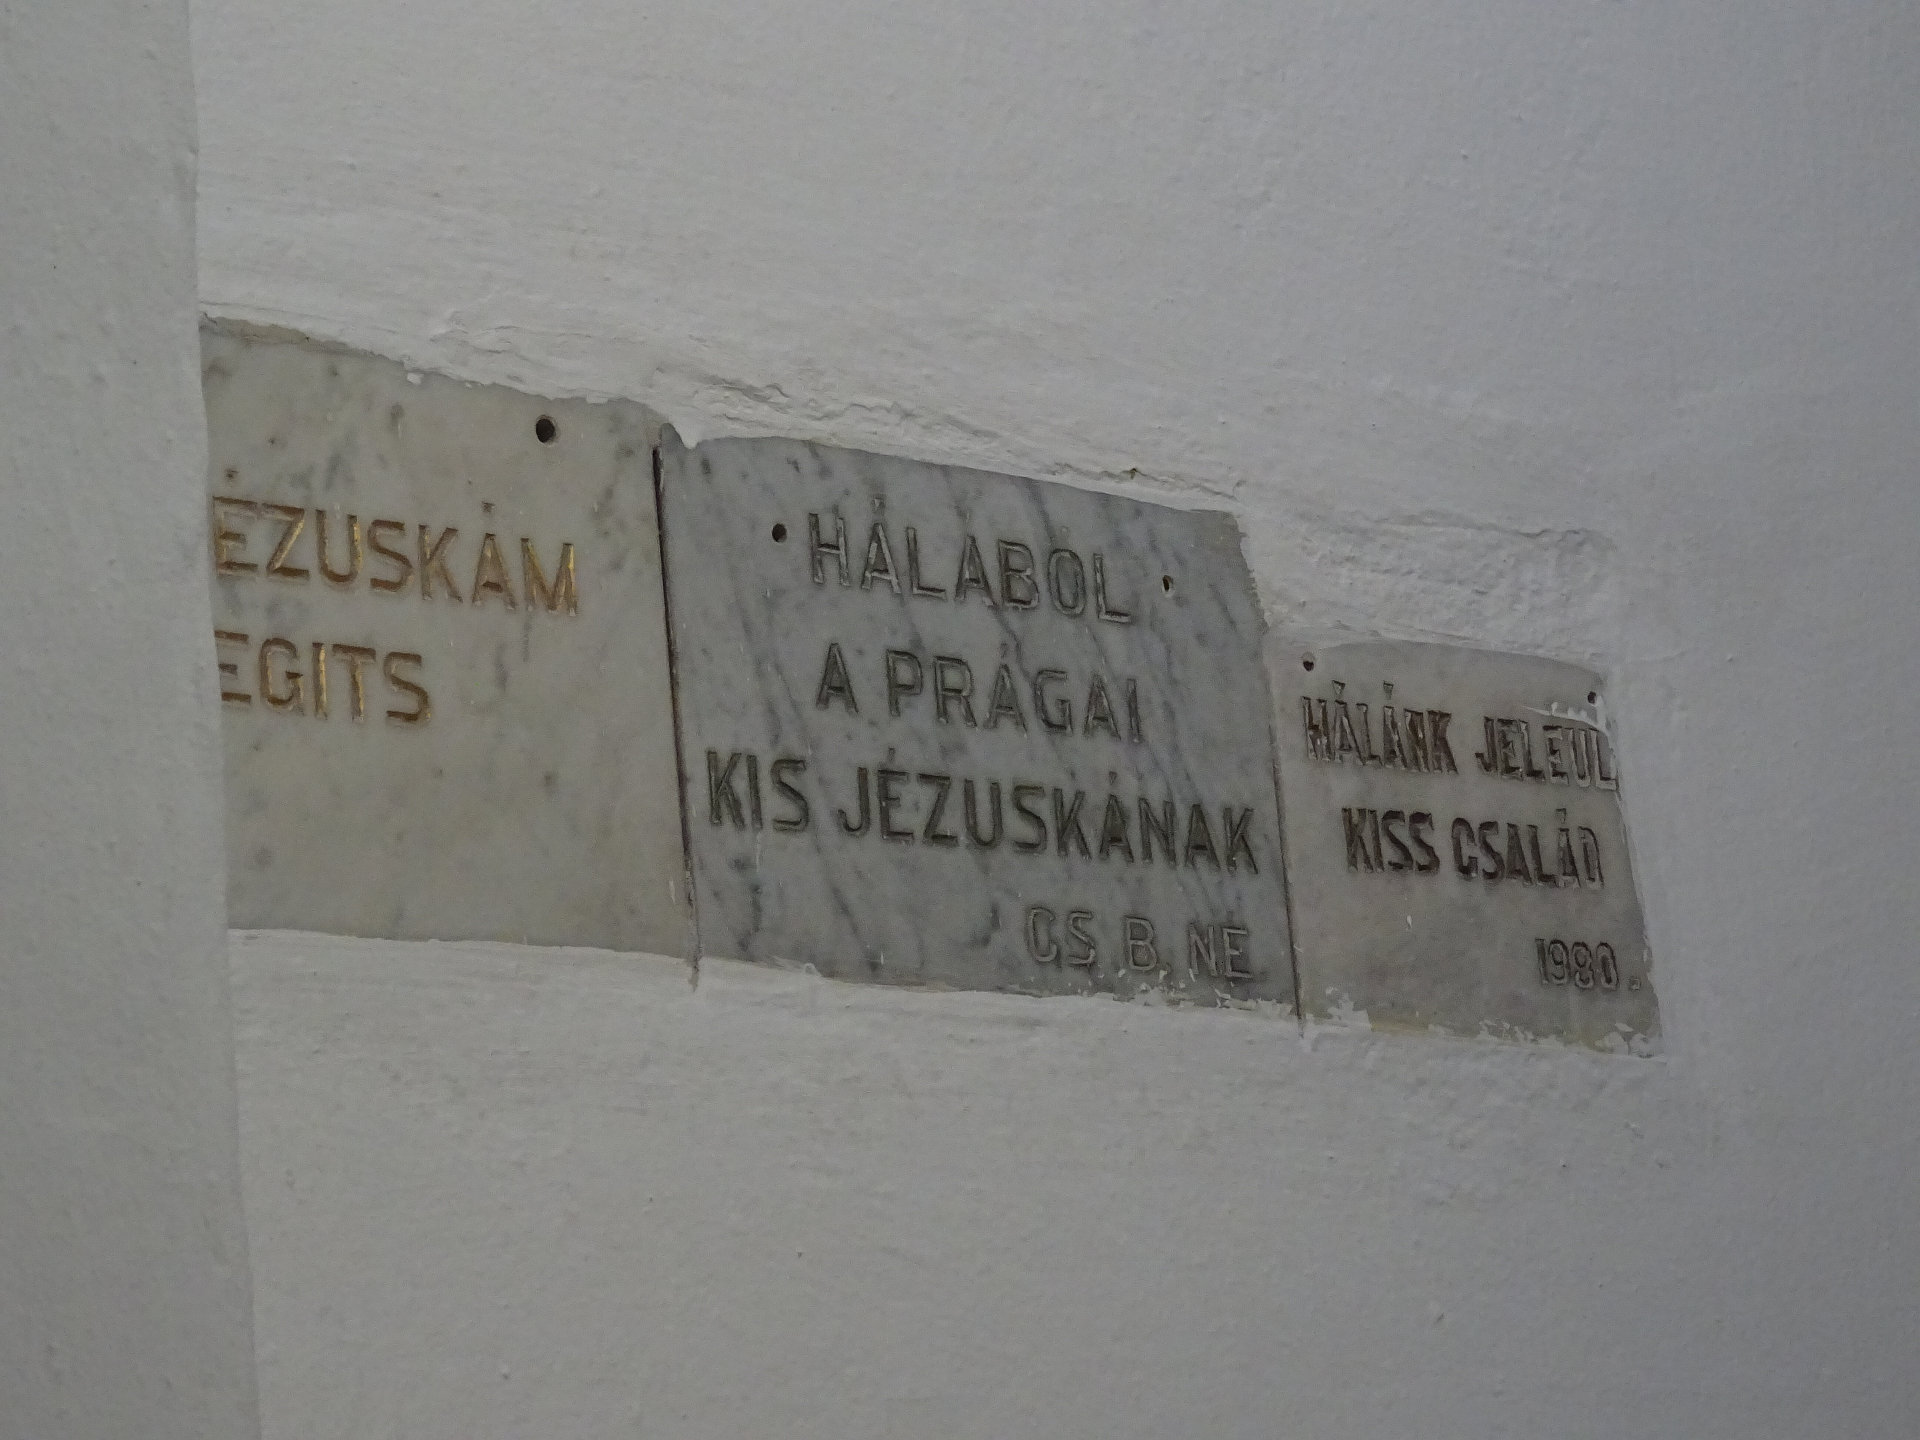 ÉZUSKÁM
EGITS
HÁLÁBÓL
A PRÁGAI
KIS JÉZUSKÁNAK
CS. B. NÉ
HÁLÁNK JELEÜL
KISS CSALÁD
1980.